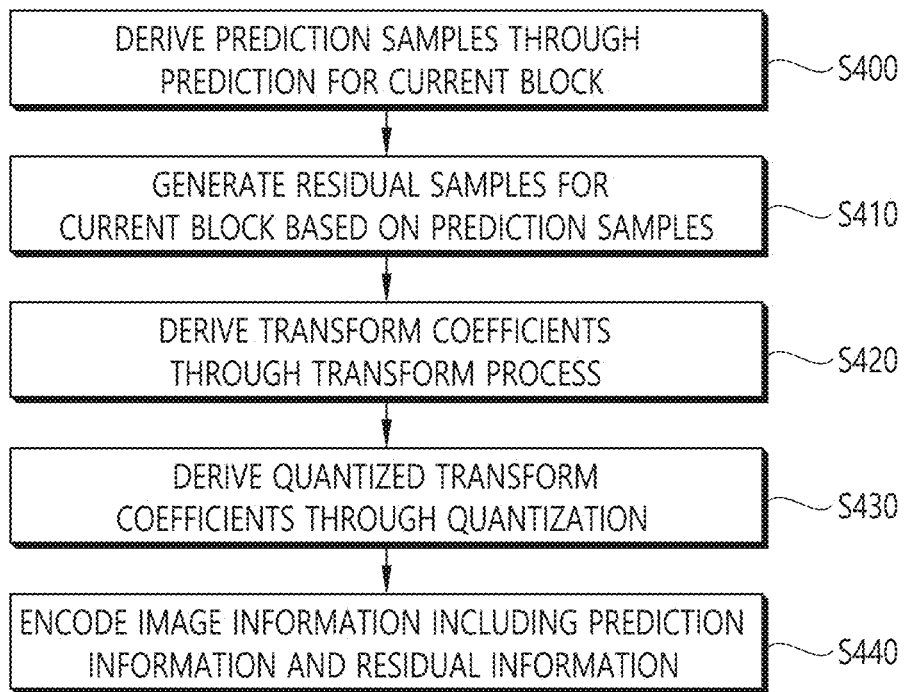 DERIVE PREDICTION SAMPLES THROUGH
PREDICTION FOR CURRENT BLOCK
S400
GENERATE RESIDUAL SAMPLES FOR
CURRENT BLOCK BASED ON PREDICTION SAMPLES
S410
DERIVE TRANSFORM COEFFICIENTS
THROUGH TRANSFORM PROCESS
S420
DERIVE QUANTIZED TRANSFORM
COEFFICIENTS THROUGH QUANTIZATION
S430
ENCODE IMAGE INFORMATION INCLUDING PREDICTION
INFORMATION AND RESIDUAL INFORMATION
S440